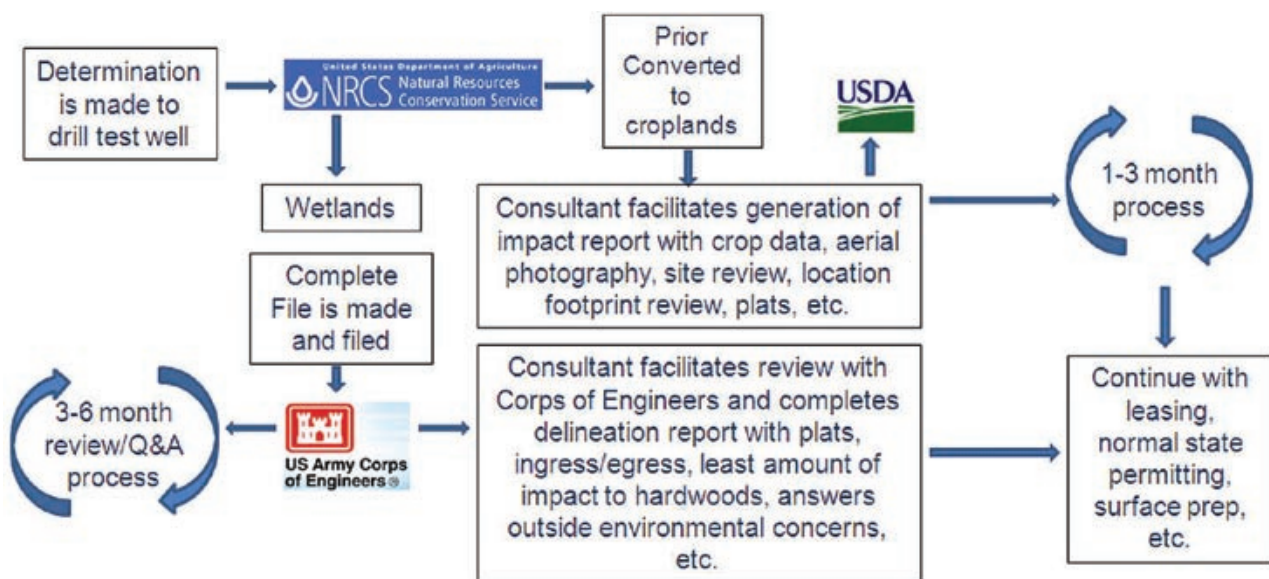 Determination
is made to
drill test well
United States Department of Agriculture
NRCS Natural Resources
Conservation Service
Prior
Converted
to
croplands
USDA
1-3 month
process
Wetlands
Consultant facilitates generation of
impact report with crop data, aerial
photography, site review, location
footprint review, plats, etc.
Complete
File is made
and filed
3-6 month
review/Q&A
process
US Army Corps
of Engineers®
Consultant facilitates review with
Corps of Engineers and completes
delineation report with plats,
ingress/egress, least amount of
impact to hardwoods, answers
outside environmental concerns,
etc.
Continue with
leasing,
normal state
permitting,
surface prep,
etc.